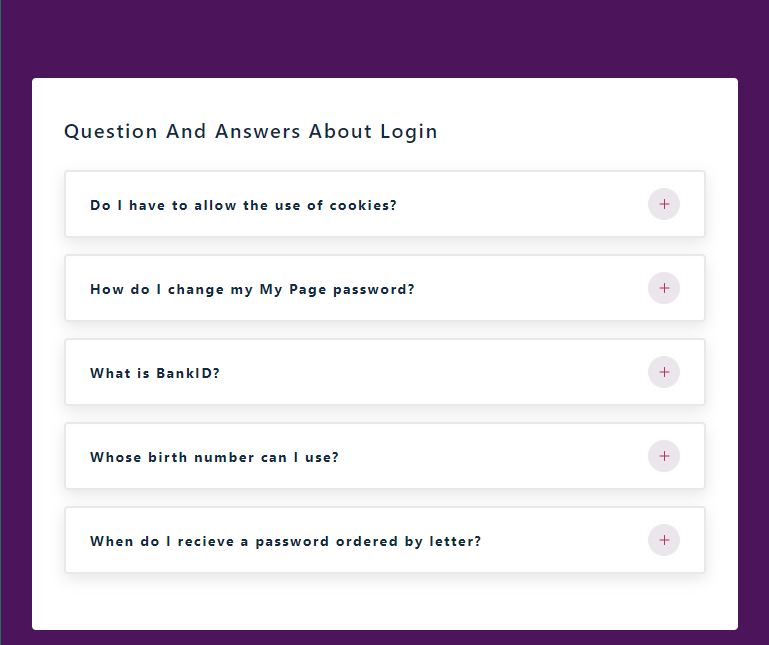 Question And Answers About Login
Do I have to allow the use of cookies?
How do I change my My Page password?
What is BankID?
Whose birth number can I use?
When do I recieve a password ordered by letter?